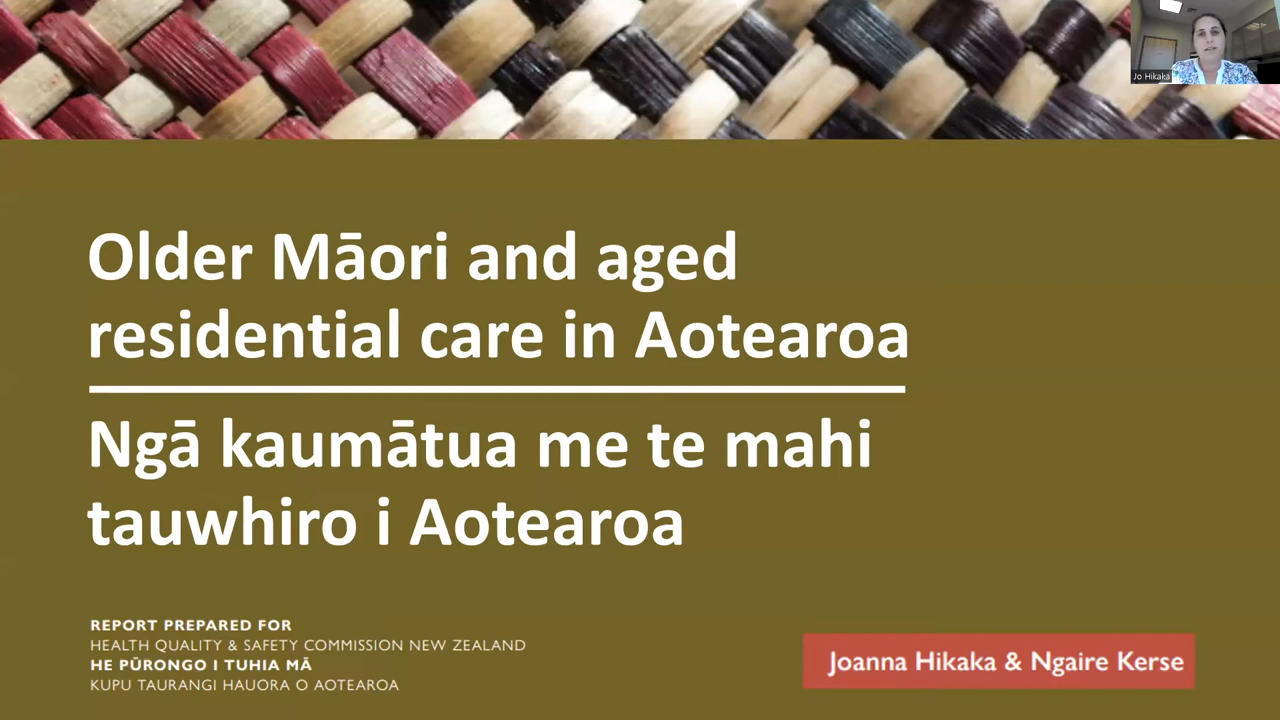 Jo Hikaka
Older Māori and aged
residential care in Aotearoa
Ngā kaumātua me te mahi
tauwhiro i Aotearoa
REPORT PREPARED FOR
HEALTH QUALITY & SAFETY COMMISSION NEW ZEALAND
HE PŪRONGO I TUHIA MĀ
KUPU TAURANGI HAUORA O AOTEAROA
Joanna Hikaka & Ngaire Kerse